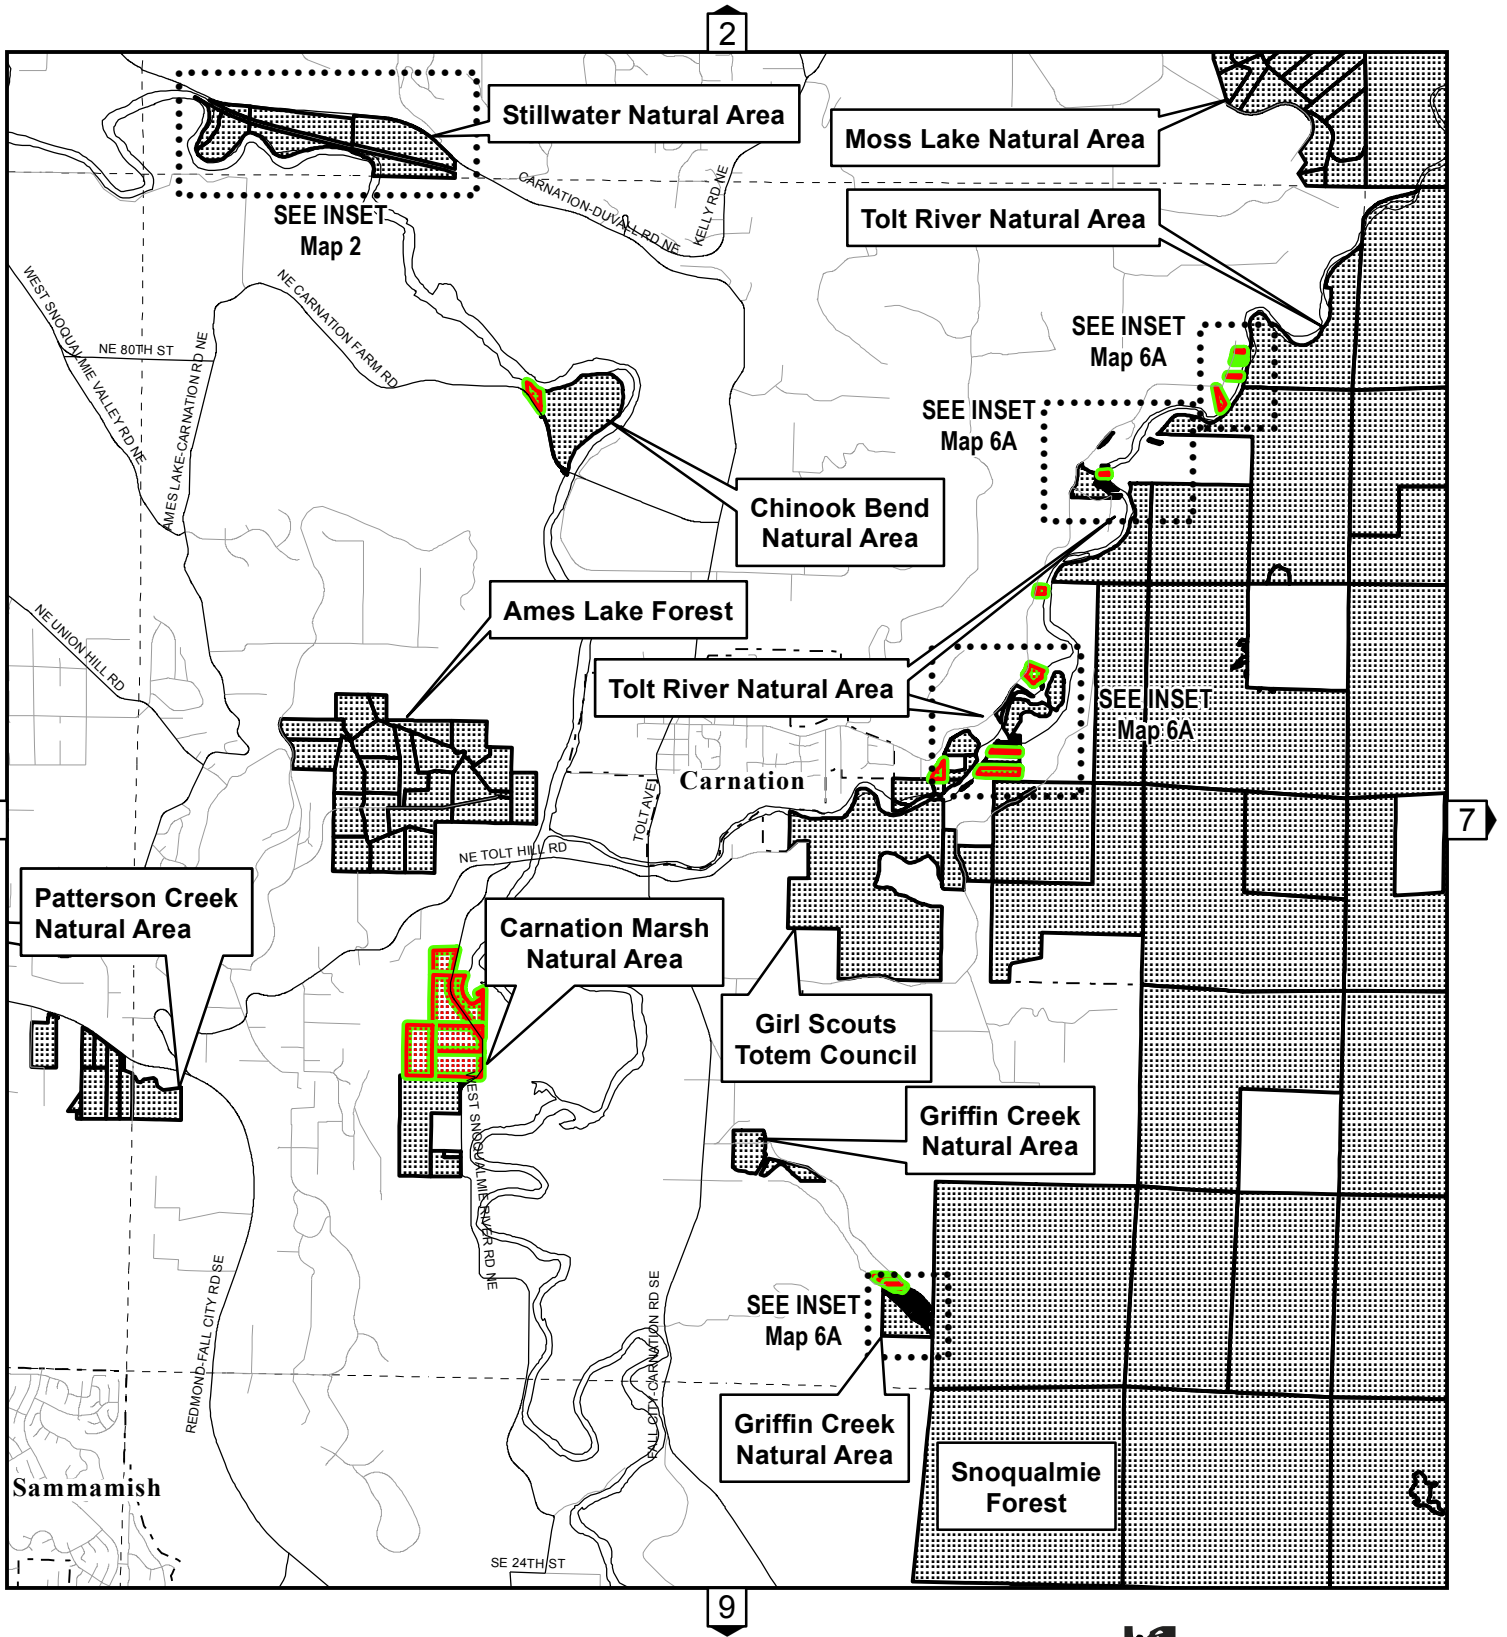 2
Stillwater Natural Area
Moss Lake Natural Area
Tolt River Natural Area
SEE INSET
Map 2
CARNATION-DUVALL RD NE
KELLY RD NE
WEST SNOQUALMIE VALLEY RD NE
NE CARNATION FARM RD
NE 80TH ST
AMES LAKE-CARNATION RD NE
SEE INSET
Map 6A
SEE INSET
Map 6A
Chinook Bend
Natural Area
Ames Lake Forest
NE UNION HILL RD
Tolt River Natural Area
SEE INSET
Map 6A
Carnation
TOLT AVE
NE TOLT HILL RD
7
Patterson Creek
Natural Area
Carnation Marsh
Natural Area
Girl Scouts
Totem Council
Griffin Creek
Natural Area
WEST SNOQUALMIE RIVER RD NE
REDMOND-FALL CITY RD SE
FALL CITY-CARNATION RD SE
SEE INSET
Map 6A
Griffin Creek
Natural Area
Snoqualmie
Forest
Sammamish
SE 24TH ST
9